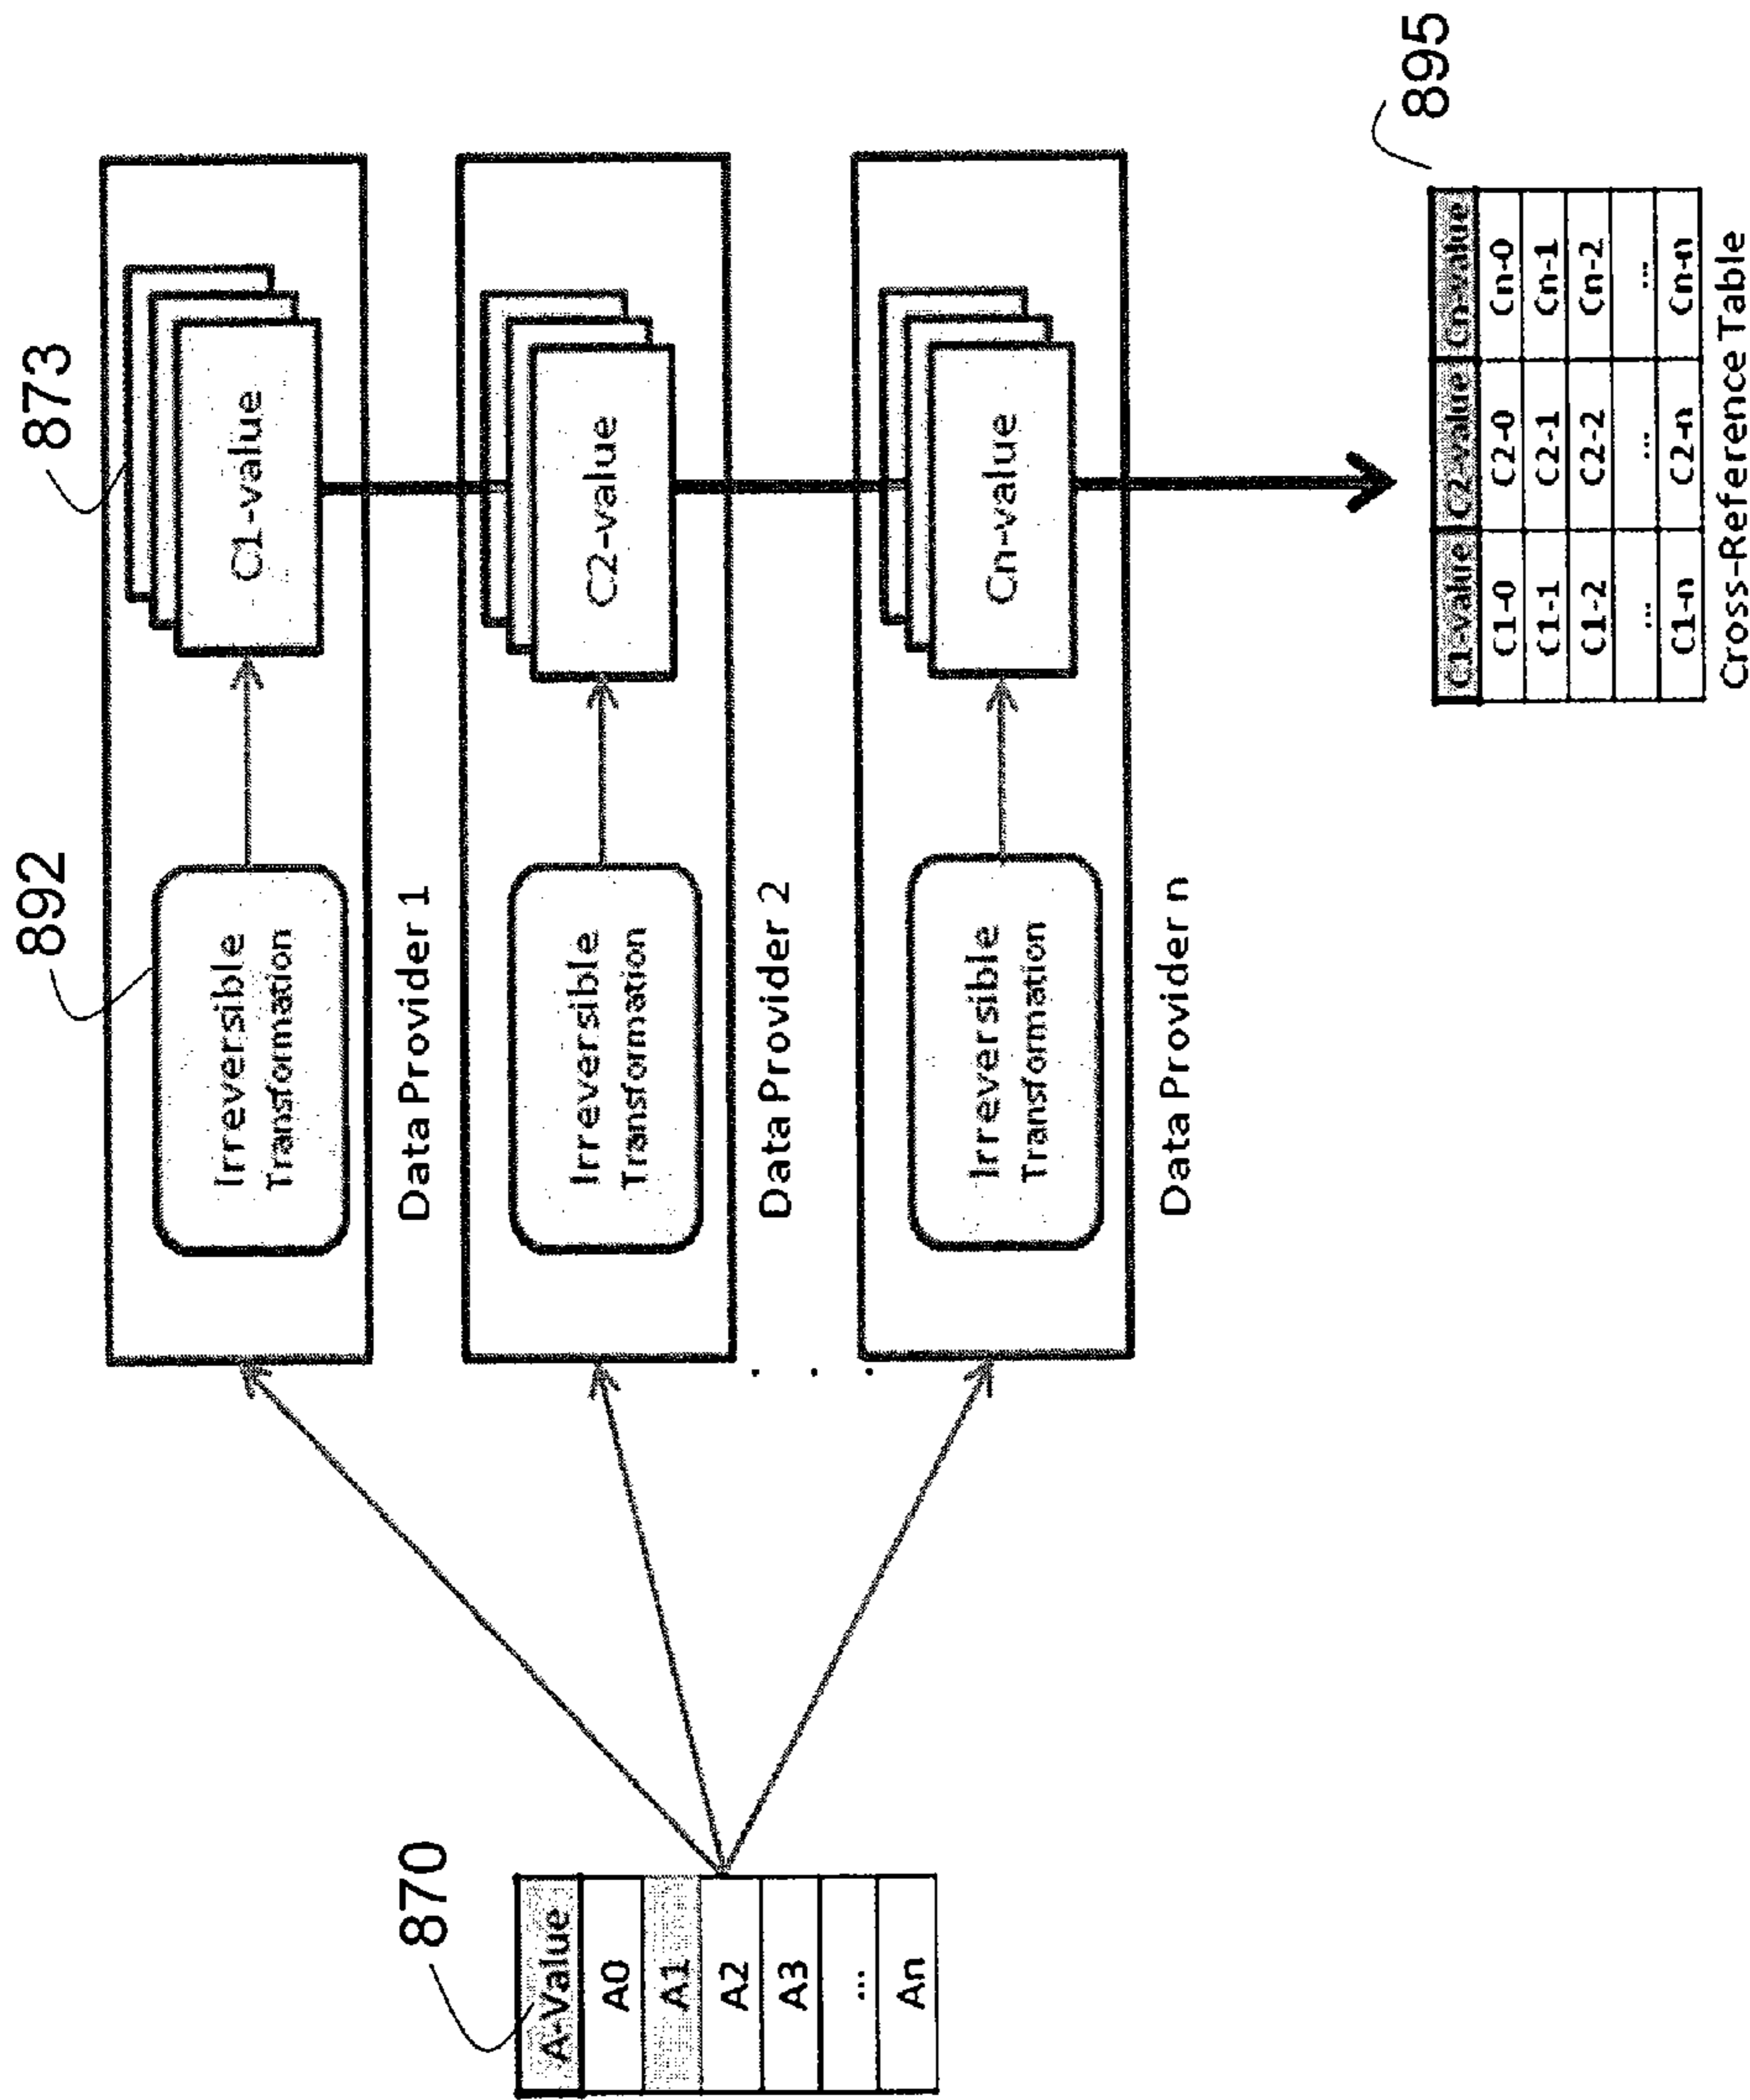 870
A-Value
A0
A1
A2
A3
...
An
892
Irreversible
Transformation
873
C1-value
Data Provider 1
Irreversible
Transformation
C2-value
Data Provider 2
. . .
Irreversible
Transformation
Cn-value
Data Provider n
895
C1-value C2-value Cn-value
C1-0 C2-0 Cn-0
C1-1 C2-1 Cn-1
C1-2 C2-2 Cn-2
... ... ...
C1-n C2-n Cn-n
Cross-Reference Table